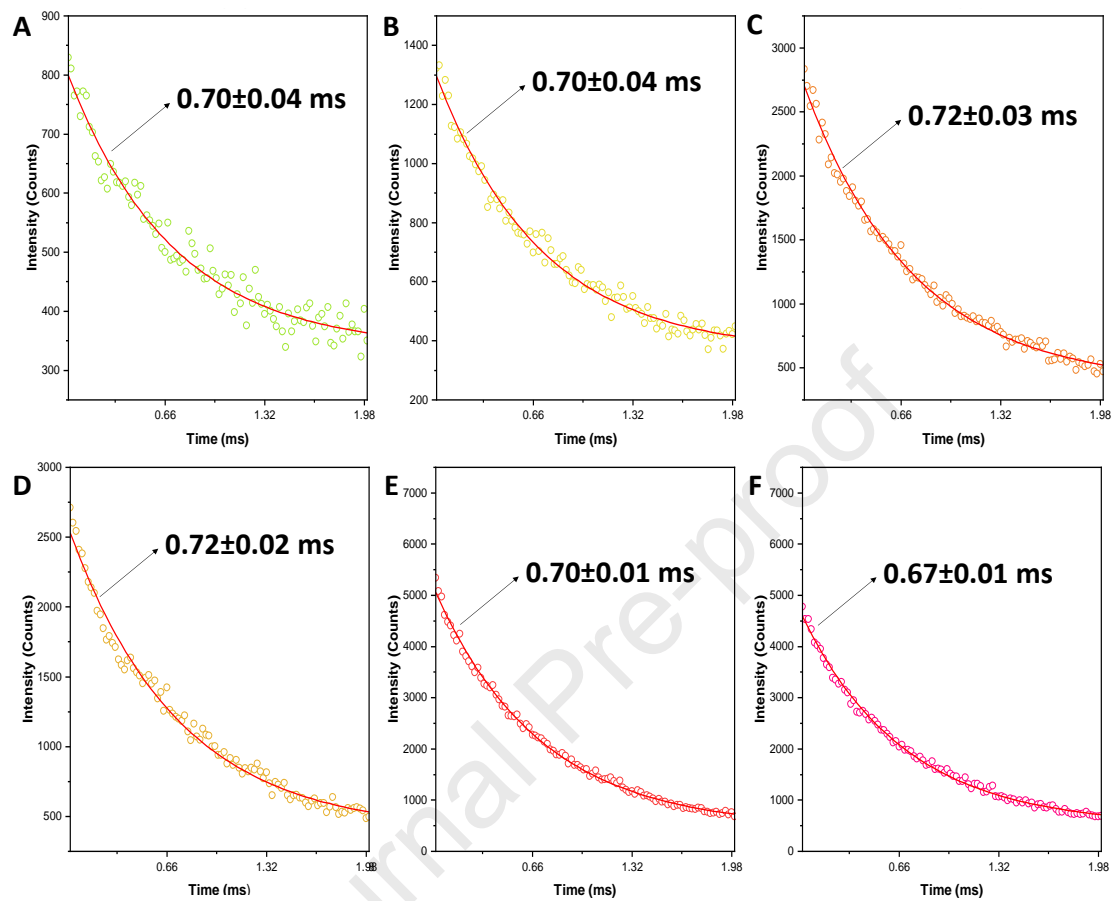 A
900
800
700
600
500
400
300
Intensity (Counts)
0.70±0.04 ms
0.66
1.32
1.98
Time (ms)
B
1400
1200
1000
800
600
400
200
Intensity (Counts)
0.70±0.04 ms
0.66
1.32
1.98
Time (ms)
C
3000
2500
2000
1500
1000
500
Intensity (Counts)
0.72±0.03 ms
0.66
1.32
1.98
Time (ms)
D
3000
2500
2000
1500
1000
500
Intensity (Counts)
0.72±0.02 ms
0.66
1.32
1.98
Time (ms)
E
7000
6000
5000
4000
3000
2000
1000
0
Intensity (Counts)
0.70±0.01 ms
0.66
1.32
1.98
Time (ms)
F
7000
6000
5000
4000
3000
2000
1000
0
Intensity (Counts)
0.67±0.01 ms
0.66
1.32
1.98
Time (ms)
urnal Pre-proof